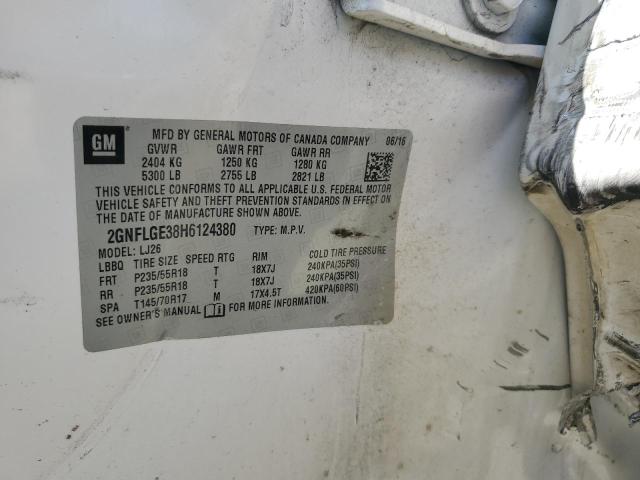 GM
MFD BY GENERAL MOTORS OF CANADA COMPANY 06/16
GVWR GAWR FRT GAWR RR
2404 KG 1250 KG 1280 KG
5300 LB 2755 LB 2821 LB
THIS VEHICLE CONFORMS TO ALL APPLICABLE U.S. FEDERAL MOTOR
VEHICLE SAFETY AND THEFT PREVENTION STANDARDS IN EFFECT ON
THE DATE OF MANUFACTURE SHOWN ABOVE.
2GNFLGE38H6124380 TYPE: M.P.V.
MODEL: LJ26
LBBQ TIRE SIZE SPEED RTG RIM COLD TIRE PRESSURE
FRT P235/55R18 T 18X7J 240KPA(35PSI)
RR P235/55R18 T 18X7J 240KPA(35PSI)
SPA T145/70R17 M 17X4.5T 420KPA(60PSI)
SEE OWNER'S MANUAL FOR MORE INFORMATION.